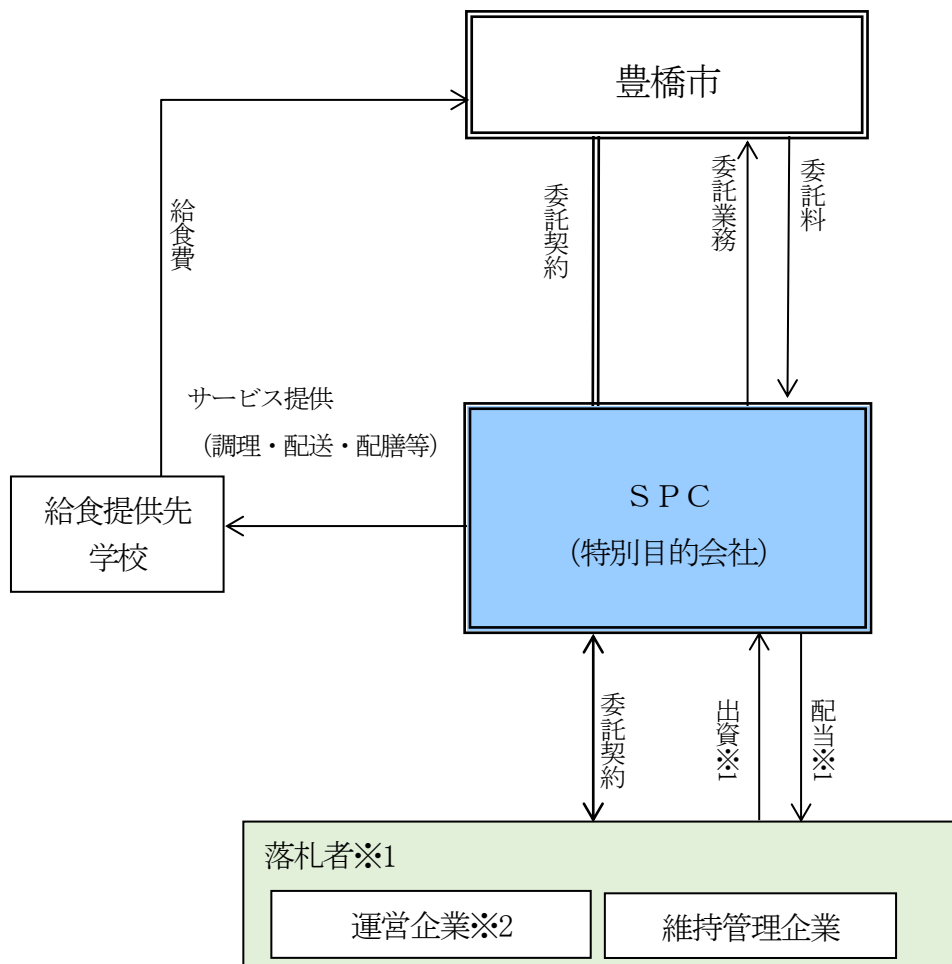 豊橋市
給食費
委託契約
委託業務
委託料
サービス提供
(調理・配送・配膳等)
給食提供先
学校
ＳＰＣ
(特別目的会社)
委託契約
出資※1
配当※1
落札者※1
運営企業※2
維持管理企業